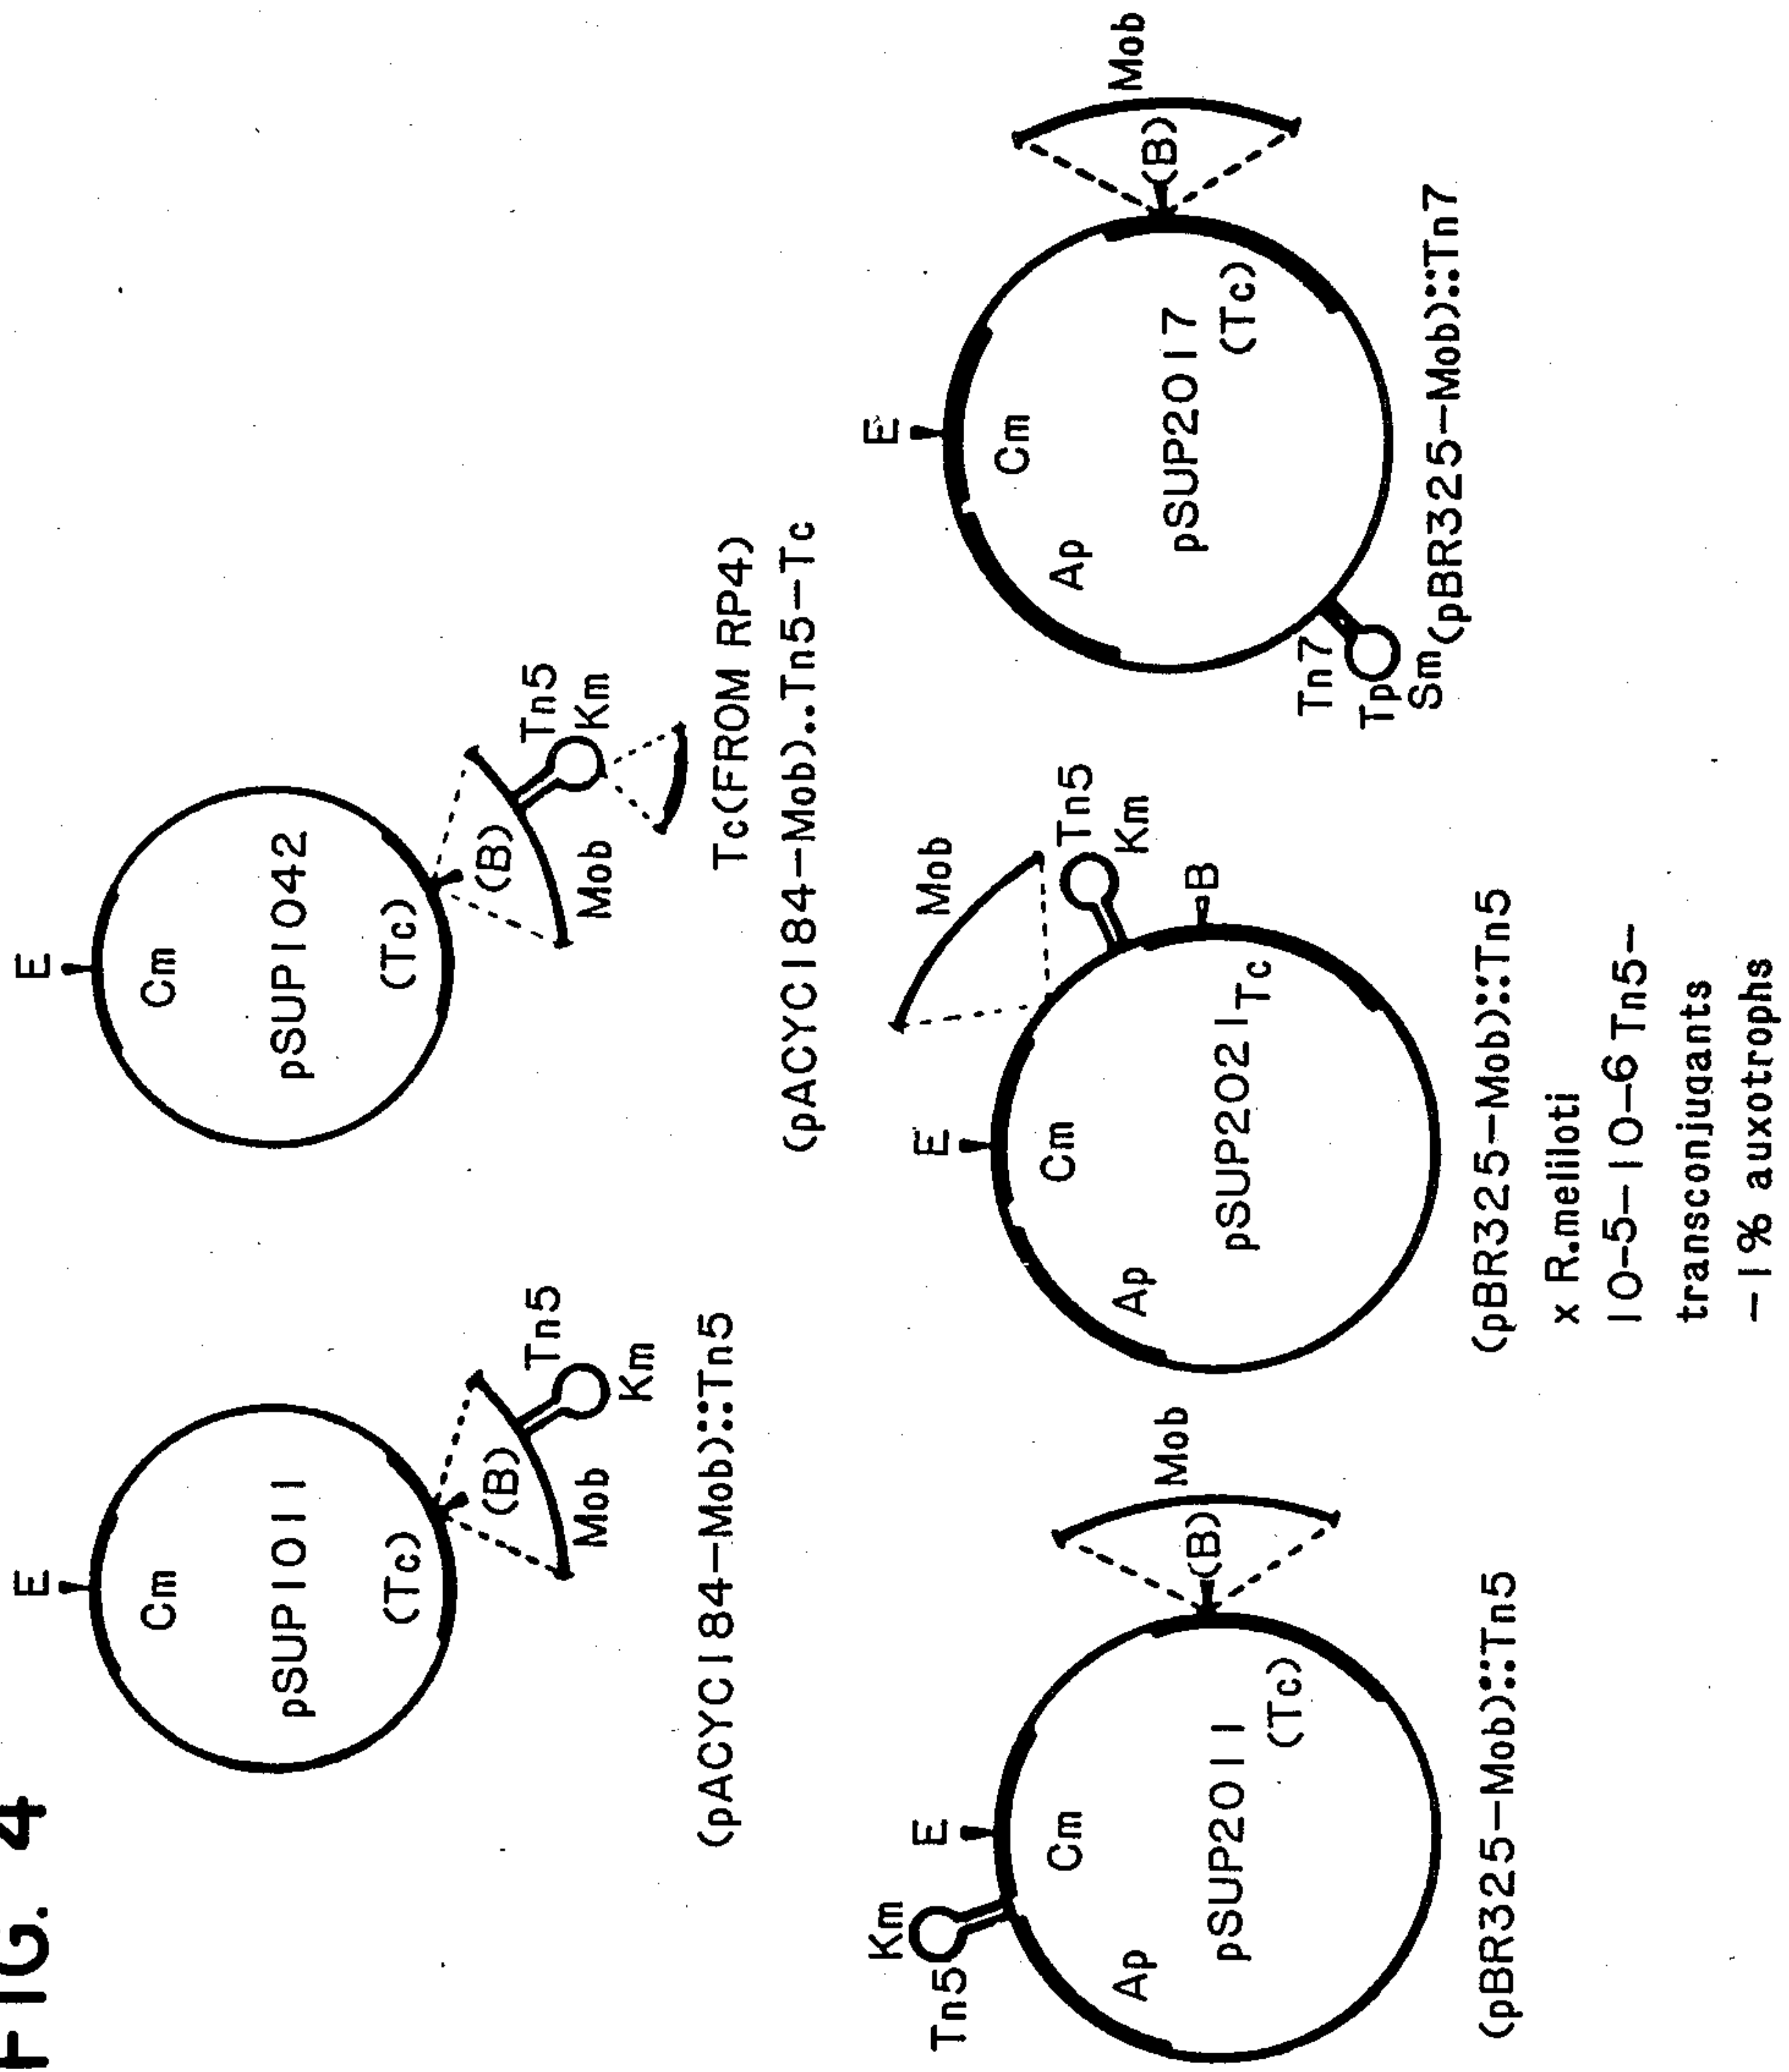 FIG. 4
E
Cm
pSUP1011
(Tc)
(B)
Tn5
Km
Mob
(pACYC184-Mob)::Tn5
E
Cm
pSUP1042
(Tc)
(B)
Tn5
Km
Mob
Tc(FROM RP4)
(pACYC184-Mob)::Tn5-Tc
Km
Tn5
E
Cm
Ap
pSUP2011
(Tc)
(B)
Mob
(pBR325-Mob)::Tn5
E
Cm
Ap
pSUP2021
Tc
Mob
Tn5
Km
B
(pBR325-Mob)::Tn5
x R.meliloti
10-5-10-6 Tn5-
transconjugants
-1% auxotrophs
E
Cm
Ap
pSUP2017
(Tc)
(B)
Mob
Tn7
Tp
Sm
(pBR325-Mob)::Tn7